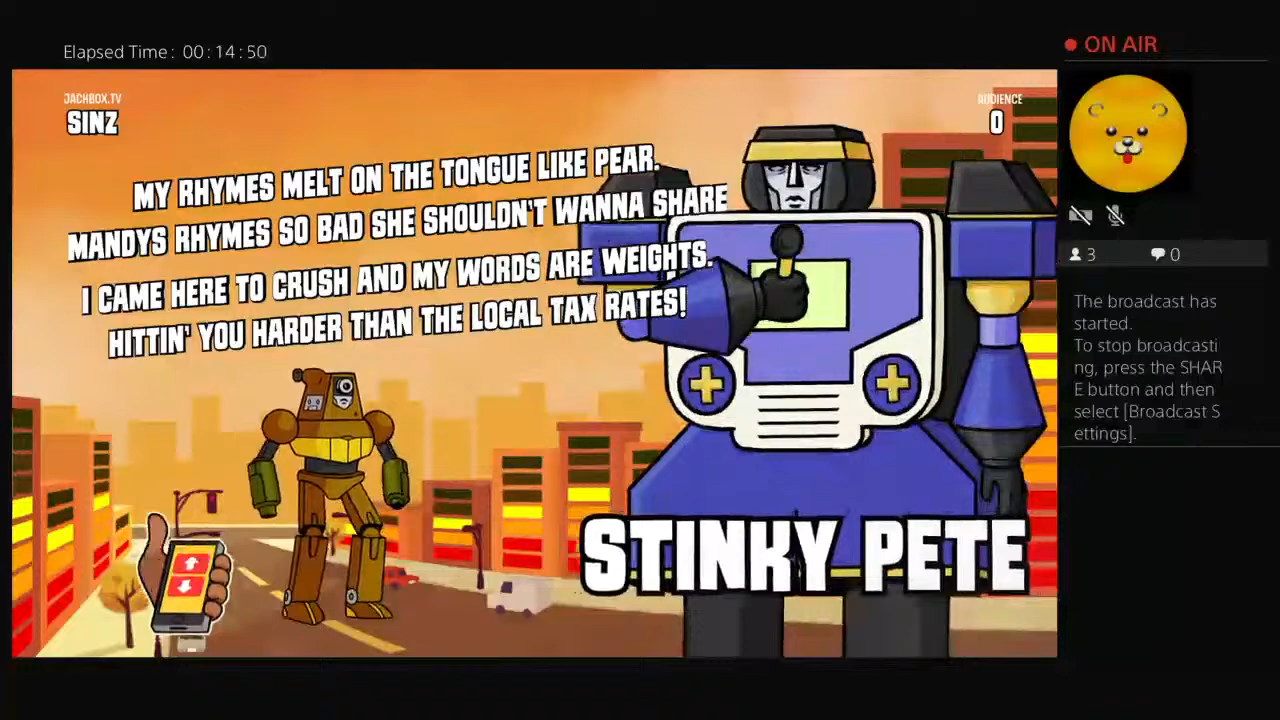 Elapsed Time: 00:14:50
ON AIR
JACKBOX.TV
SINZ
AUDIENCE
0
MY RHYMES MELT ON THE TONGUE LIKE PEAR.
MANDYS RHYMES SO BAD SHE SHOULDN'T WANNA SHARE
I CAME HERE TO CRUSH AND MY WORDS ARE WEIGHTS.
HITTIN' YOU HARDER THAN THE LOCAL TAX RATES!
STINKY PETE
3
0
The broadcast has
started.
To stop broadcasti
ng, press the SHAR
E button and then
select [Broadcast S
ettings].